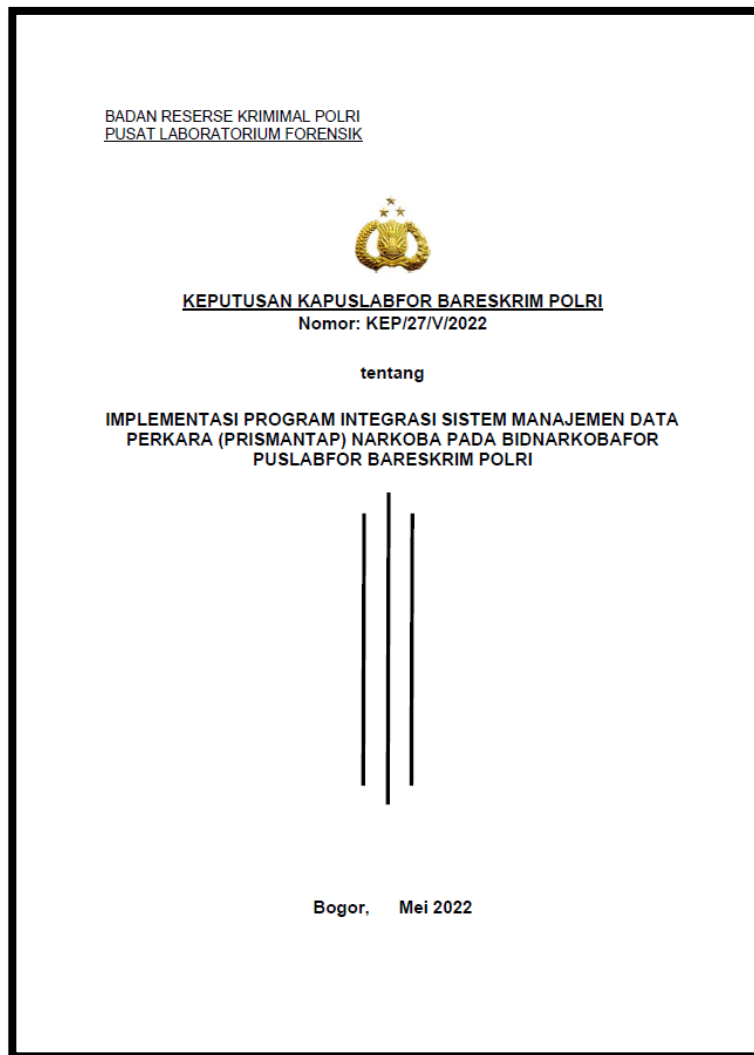 BADAN RESERSE KRIMIMAL POLRI
PUSAT LABORATORIUM FORENSIK
KEPUTUSAN KAPUSLABFOR BARESKRIM POLRI
Nomor: KEP/27/V/2022
tentang
IMPLEMENTASI PROGRAM INTEGRASI SISTEM MANAJEMEN DATA
PERKARA (PRISMANTAP) NARKOBA PADA BIDNARKOBAFOR
PUSLABFOR BARESKRIM POLRI
Bogor, Mei 2022